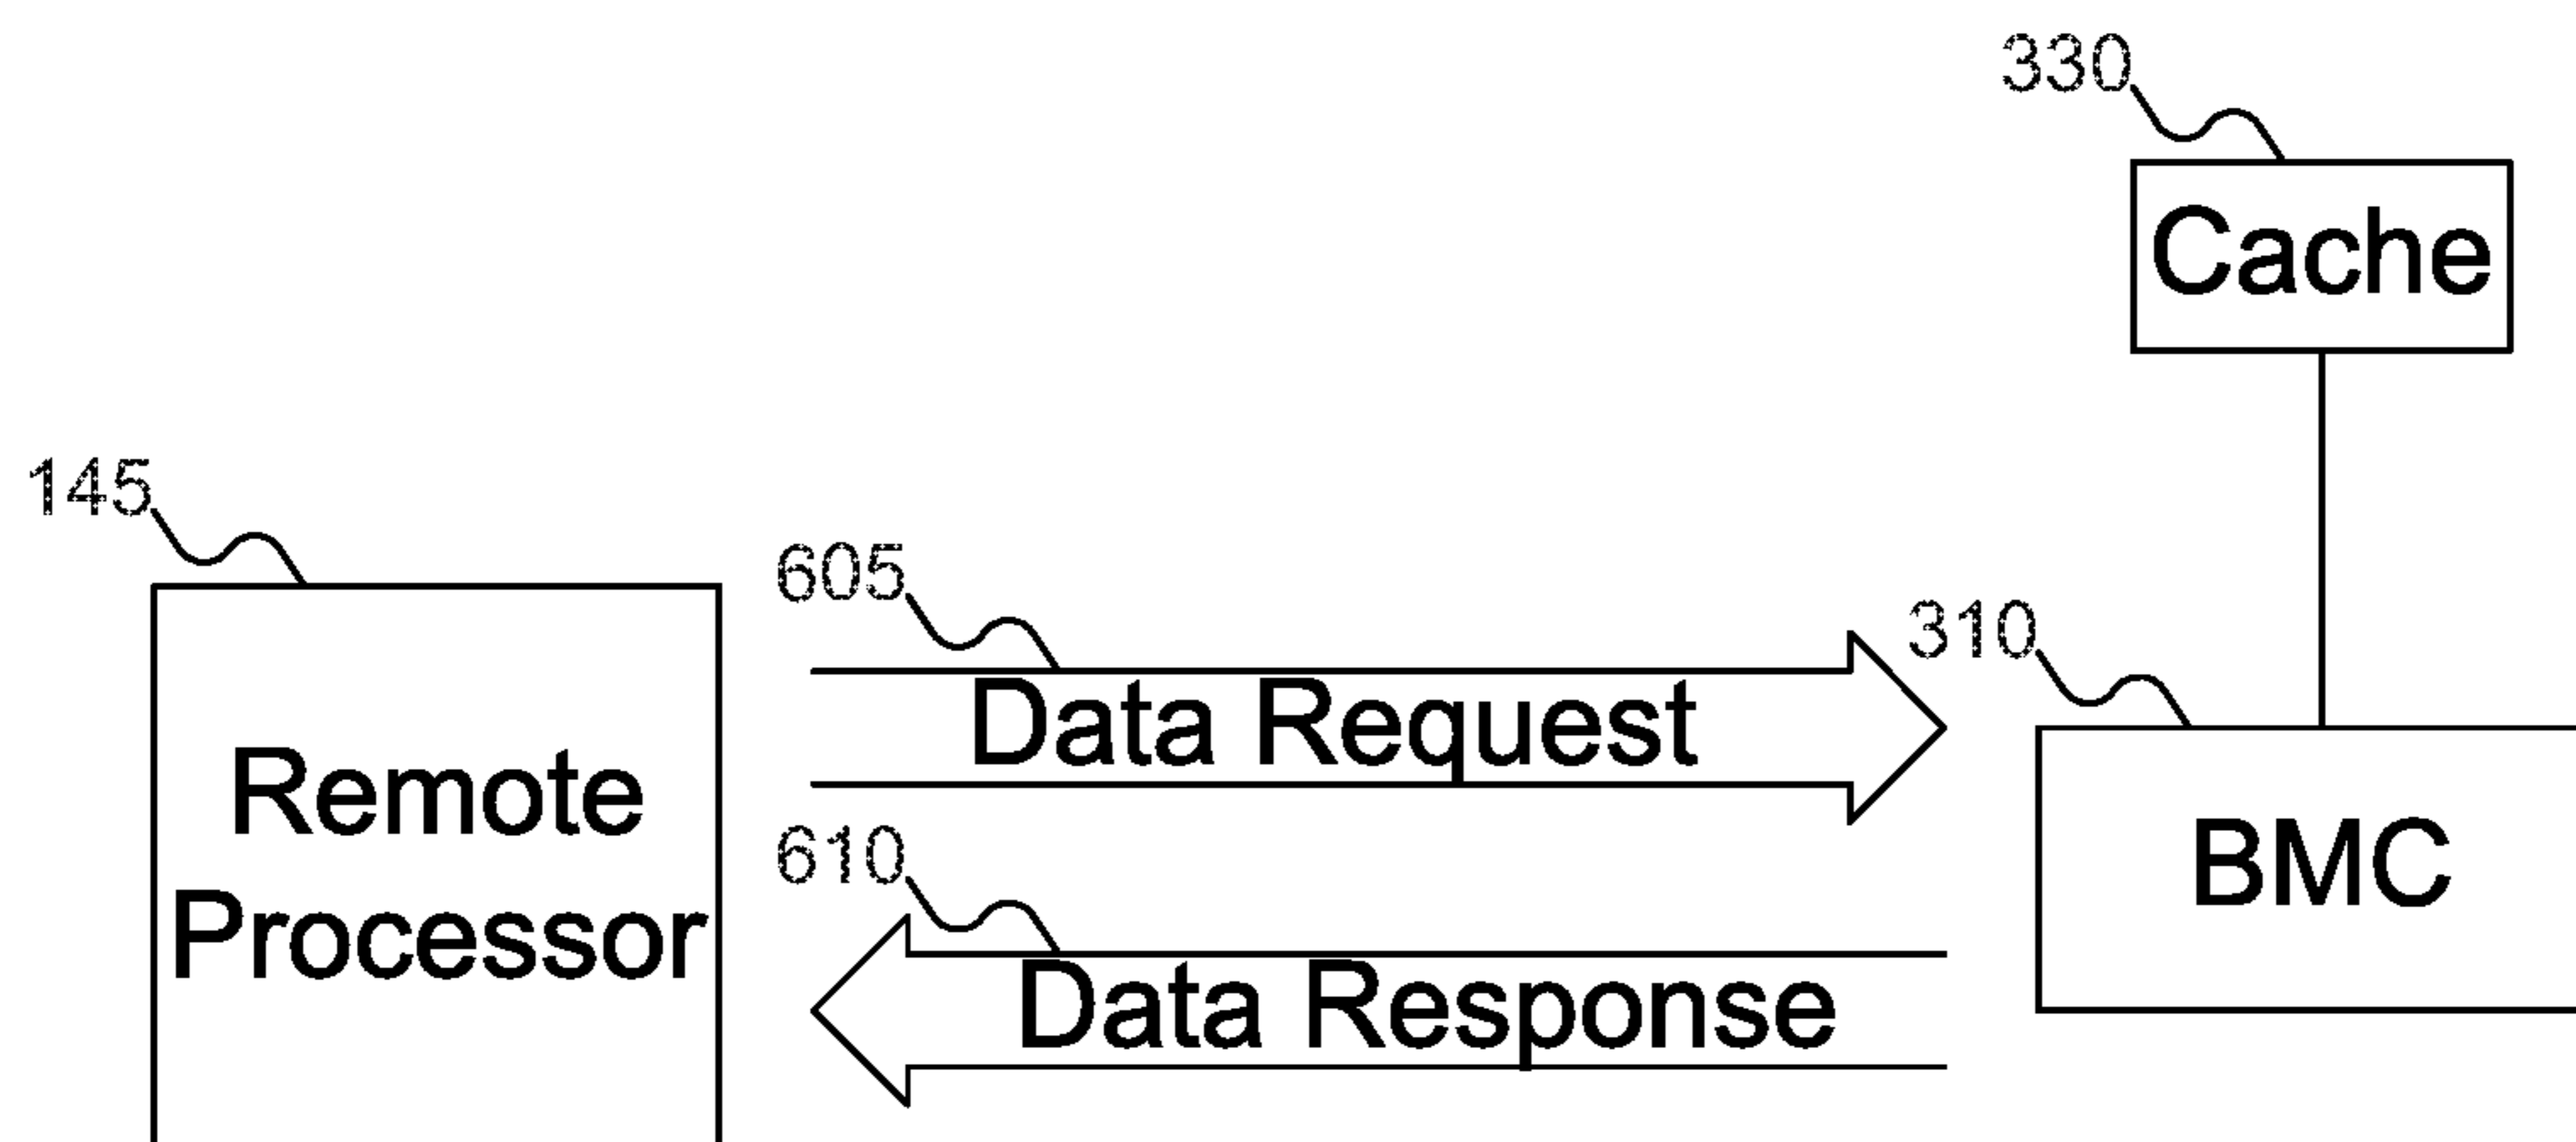 330
Cache
145
605
310
Data Request
Remote
Processor
BMC
610
Data Response